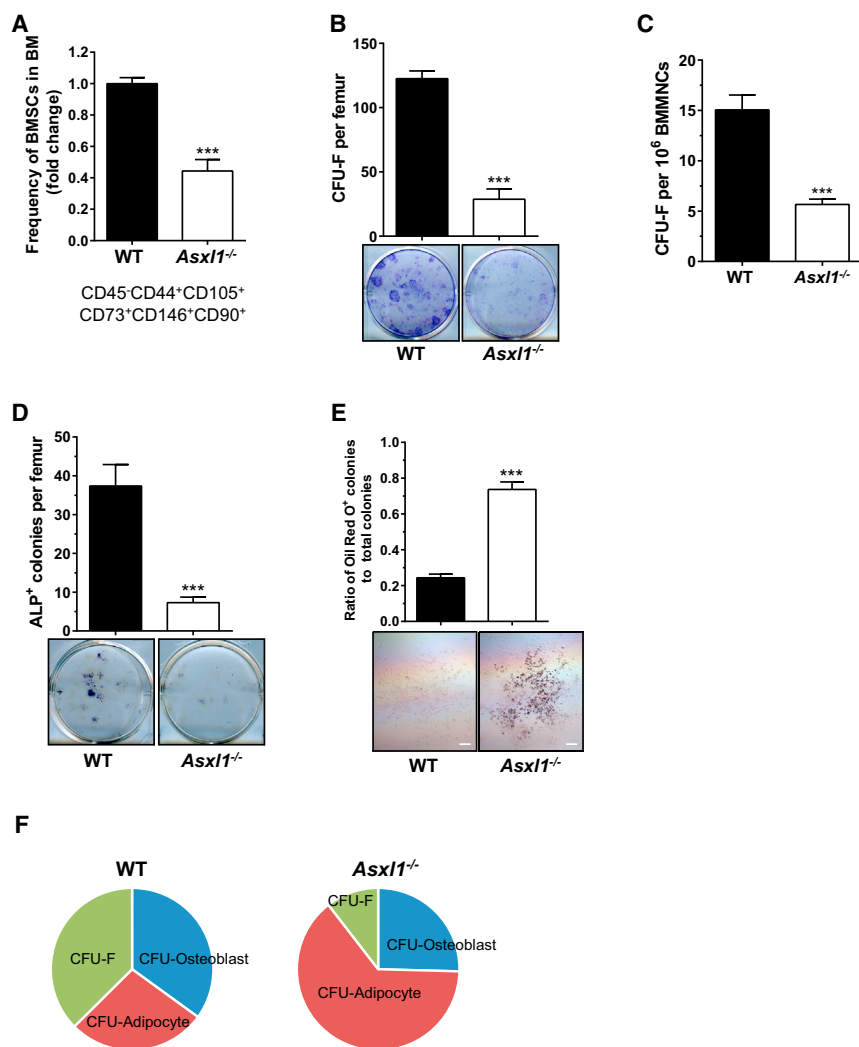 A
Frequency of BMSCs in BM
(fold change)
1.2
1.0
0.8
0.6
0.4
0.2
0.0
***
WT
Asxl1-/-
CD45-CD44+CD105+
CD73+CD146+CD90+
B
CFU-F per femur
150
100
50
0
***
WT
Asxl1-/-
C
CFU-F per 10⁶ BMMNCs
20
15
10
5
0
***
WT
Asxl1-/-
D
ALP+ colonies per femur
50
40
30
20
10
0
***
WT
Asxl1-/-
E
Ratio of Oil Red O+ colonies
to total colonies
1.0
0.8
0.6
0.4
0.2
0.0
***
WT
Asxl1-/-
F
WT
CFU-F
CFU-Osteoblast
CFU-Adipocyte
Asxl1-/-
CFU-F
CFU-Osteoblast
CFU-Adipocyte